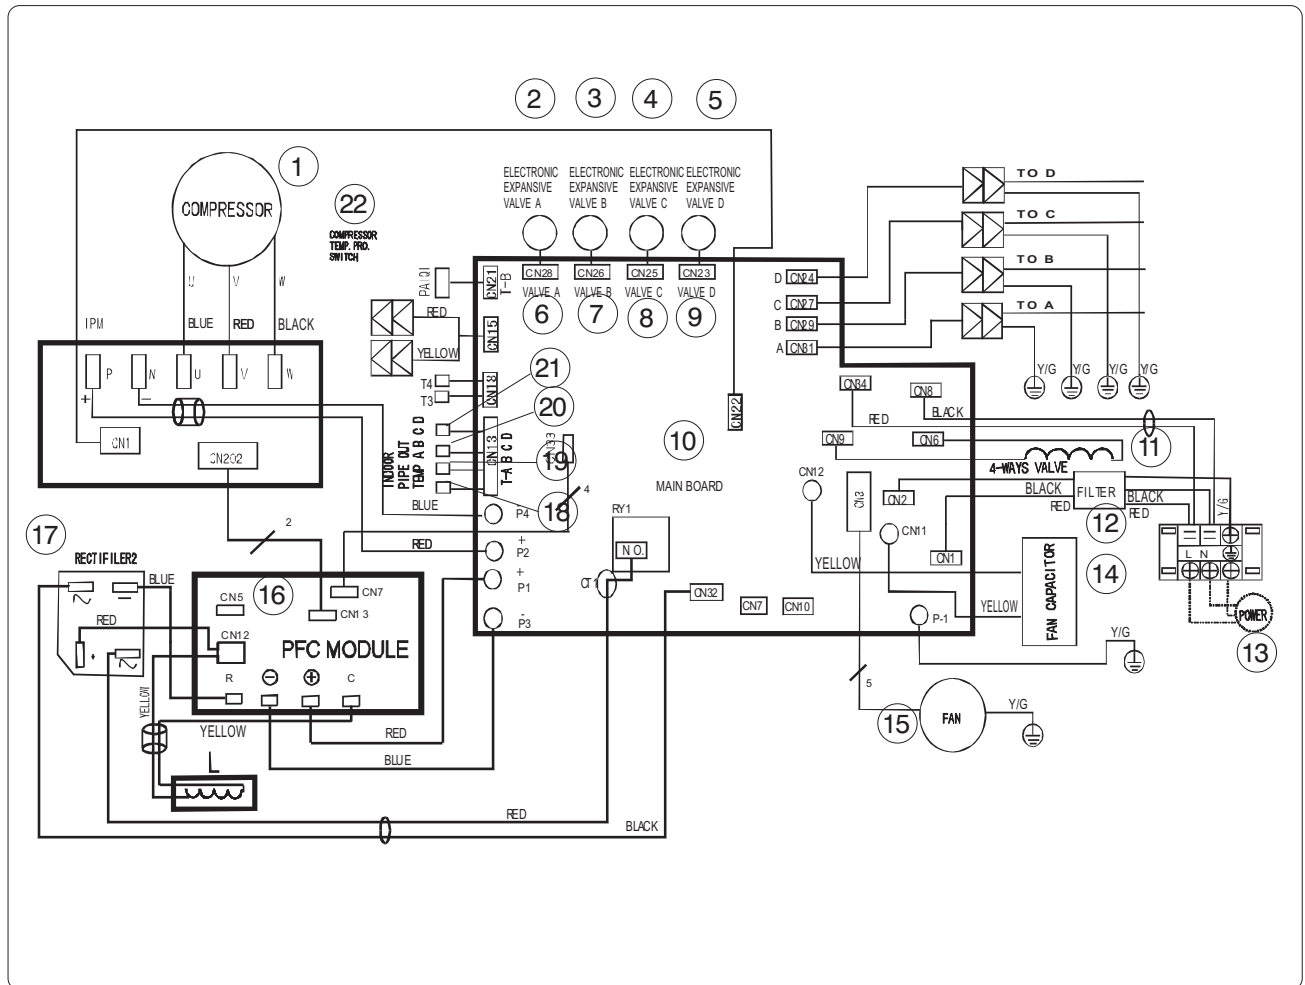 2
3
4
5
1
COMPRESSOR
22
COMPRESSOR
TEMP. PRO.
SWITCH
ELECTRONIC
EXPANSIVE
VALVE A
ELECTRONIC
EXPANSIVE
VALVE B
ELECTRONIC
EXPANSIVE
VALVE C
ELECTRONIC
EXPANSIVE
VALVE D
TO D
TO C
TO B
TO A
CN28
CN26
CN25
CN23
VALVE A
VALVE B
VALVE C
VALVE D
6
7
8
9
CN21
T-B
RED
CN15
YELLOW
D
CN24
C
CN27
B
CN29
A
CN31
Y/G
Y/G
Y/G
Y/G
U
V
W
BLUE
RED
BLACK
IPM
P
N
U
V
W
+
-
CN1
CN202
T4
T3
CN18
21
20
19
18
INDOOR
PIPE OUT
TEMP A B C D
CN13
T-A B C D
CN33
4
CN22
10
MAIN BOARD
CN34
CN8
RED
BLACK
CN9
CN6
11
4-WAYS VALVE
CN12
CN3
CN2
BLACK
RED
FILTER
BLACK
RED
Y/G
12
CN11
CN1
L
N
YELLOW
YELLOW
FAN CAPACITOR
14
POWER
13
BLUE
P4
RED
+
P2
+
P1
-
P3
RY1
N O.
CT1
CN32
CN7
CN10
P-1
Y/G
5
15
FAN
Y/G
2
17
RECTIFILER2
BLUE
RED
+
16
CN5
CN7
CN13
CN12
PFC MODULE
R
C
YELLOW
YELLOW
L
RED
BLUE
RED
BLACK